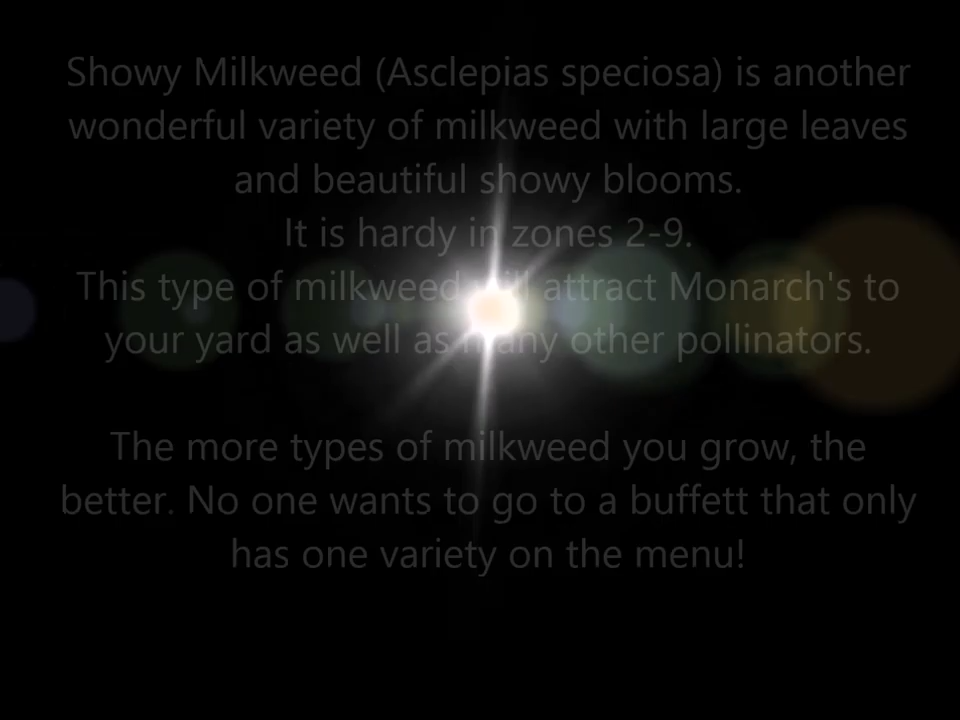 Showy Milkweed (Asclepias speciosa) is another
wonderful variety of milkweed with large leaves
and beautiful showy blooms.
It is hardy in zones 2-9.
This type of milkweed will attract Monarch's to
your yard as well as many other pollinators.
The more types of milkweed you grow, the
better. No one wants to go to a buffett that only
has one variety on the menu!